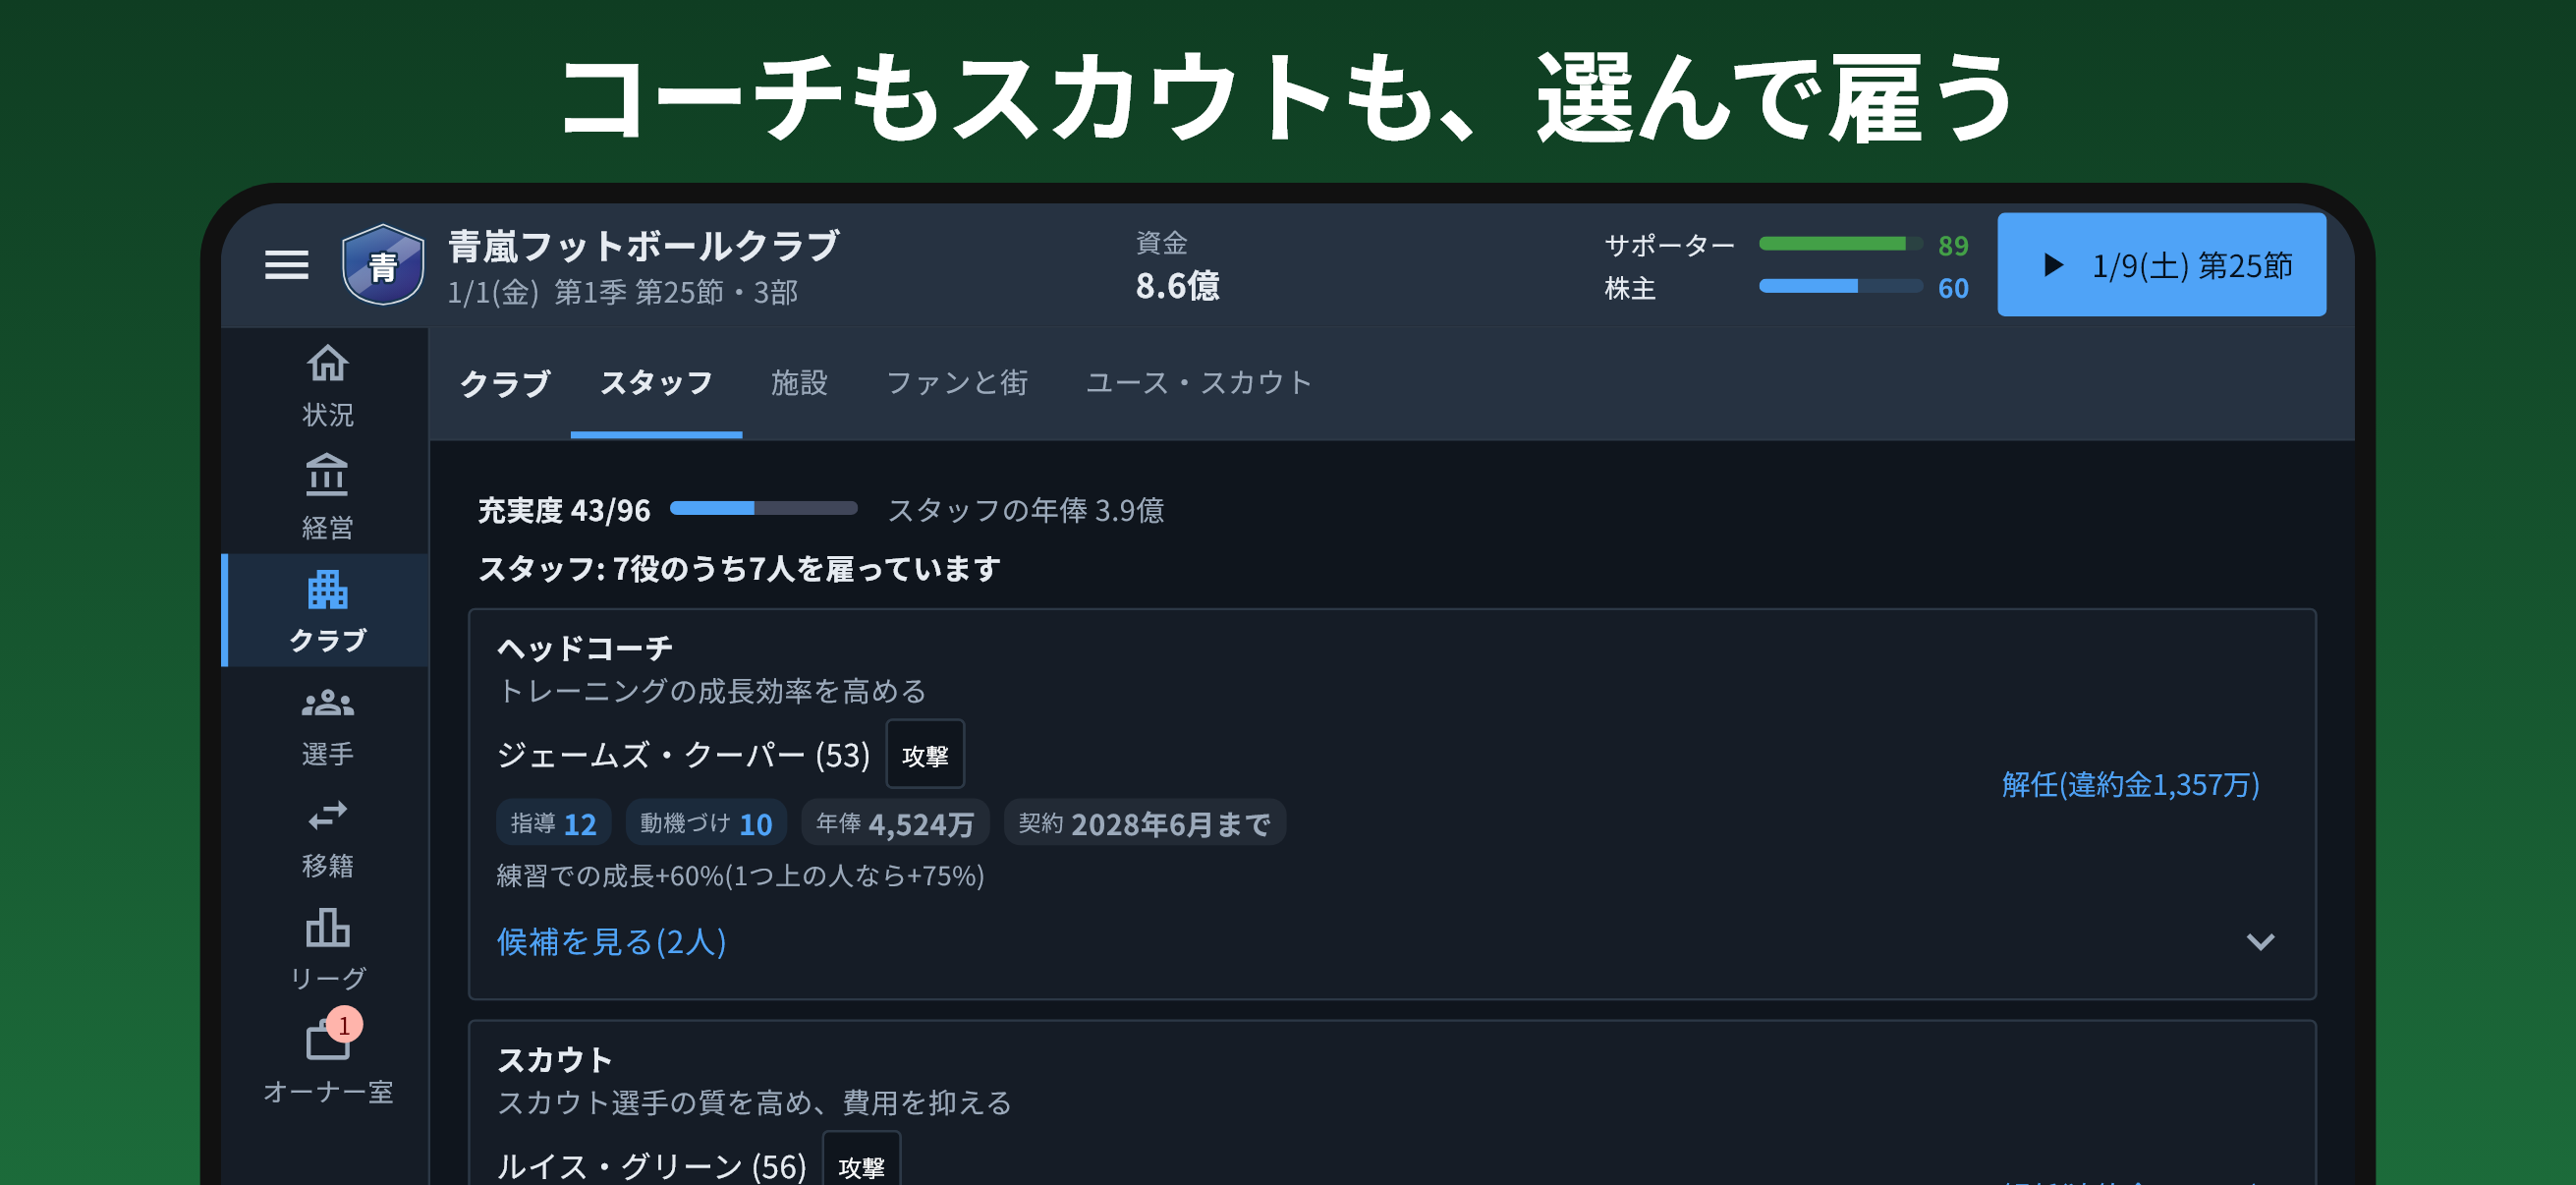 コーチもスカウトも、選んで雇う
青
青嵐フットボールクラブ
1/1(金) 第1季 第25節・3部
資金
8.6億
サポーター 89
株主 60
1/9(土) 第25節
状況
経営
クラブ
選手
移籍
リーグ
1
オーナー室
クラブ スタッフ 施設 ファンと街 ユース・スカウト
充実度 43/96 スタッフの年俸 3.9億
スタッフ: 7役のうち7人を雇っています
ヘッドコーチ
トレーニングの成長効率を高める
ジェームズ・クーパー (53) 攻撃
解任(違約金1,357万)
指導 12 動機づけ 10 年俸 4,524万 契約 2028年6月まで
練習での成長+60%(1つ上の人なら+75%)
候補を見る(2人)
スカウト
スカウト選手の質を高め、費用を抑える
ルイス・グリーン (56) 攻撃